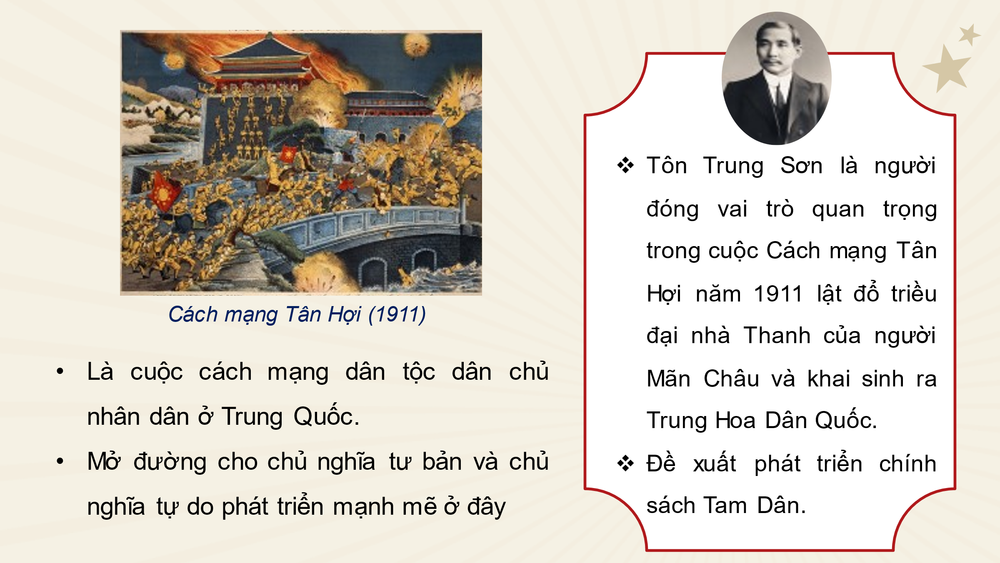 Cách mạng Tân Hợi (1911)
• Là cuộc cách mạng dân tộc dân chủ
nhân dân ở Trung Quốc.
• Mở đường cho chủ nghĩa tư bản và chủ
nghĩa tự do phát triển mạnh mẽ ở đây
❖ Tôn Trung Sơn là người
đóng vai trò quan trọng
trong cuộc Cách mạng Tân
Hợi năm 1911 lật đổ triều
đại nhà Thanh của người
Mãn Châu và khai sinh ra
Trung Hoa Dân Quốc.
❖ Đề xuất phát triển chính
sách Tam Dân.